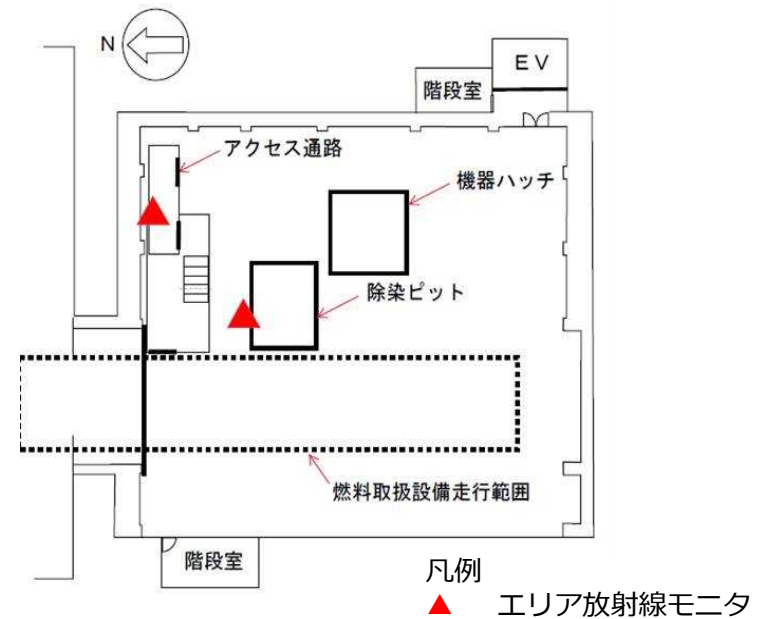 N
EV
階段室
アクセス通路
機器ハッチ
除染ピット
燃料取扱設備走行範囲
階段室
凡例
▲ エリア放射線モニタ